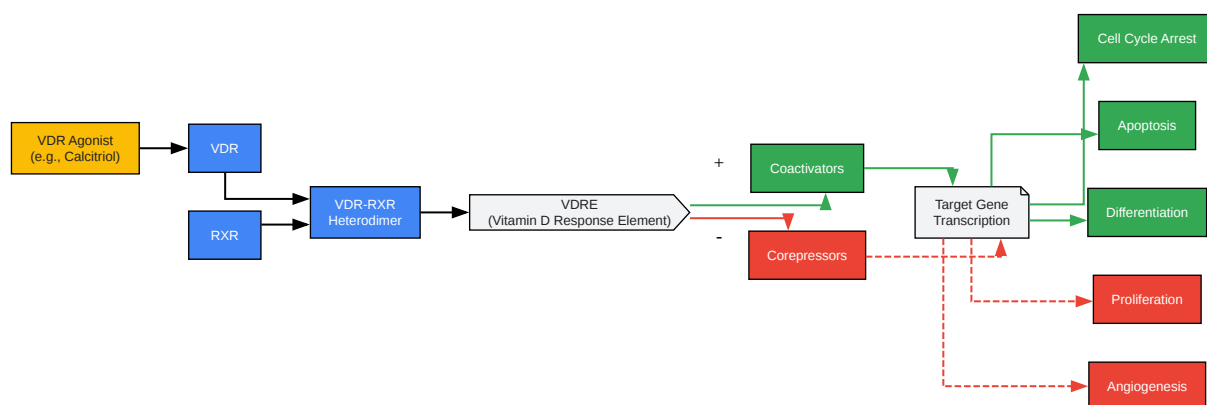 VDR Agonist
(e.g., Calcitriol)
VDR
RXR
VDR-RXR
Heterodimer
VDRE
(Vitamin D Response Element)
+
-
Coactivators
Corepressors
Target Gene
Transcription
Cell Cycle Arrest
Apoptosis
Differentiation
Proliferation
Angiogenesis